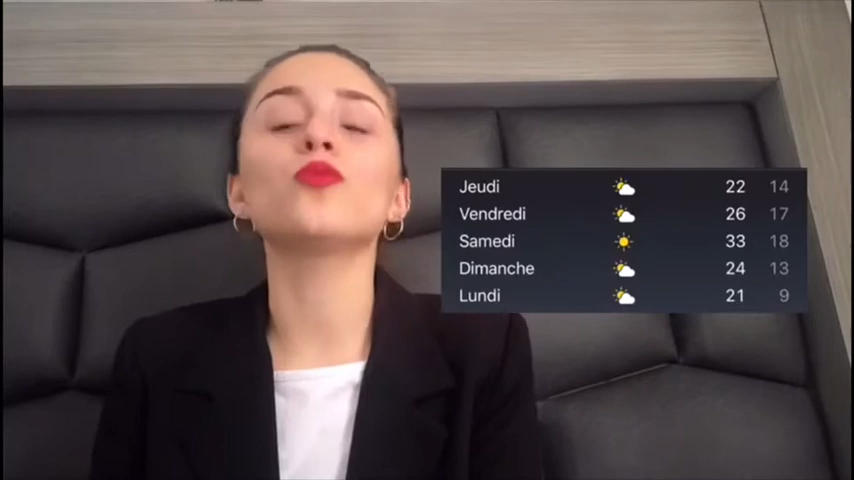 Jeudi 22 14
Vendredi 26 17
Samedi 33 18
Dimanche 24 13
Lundi 21 9